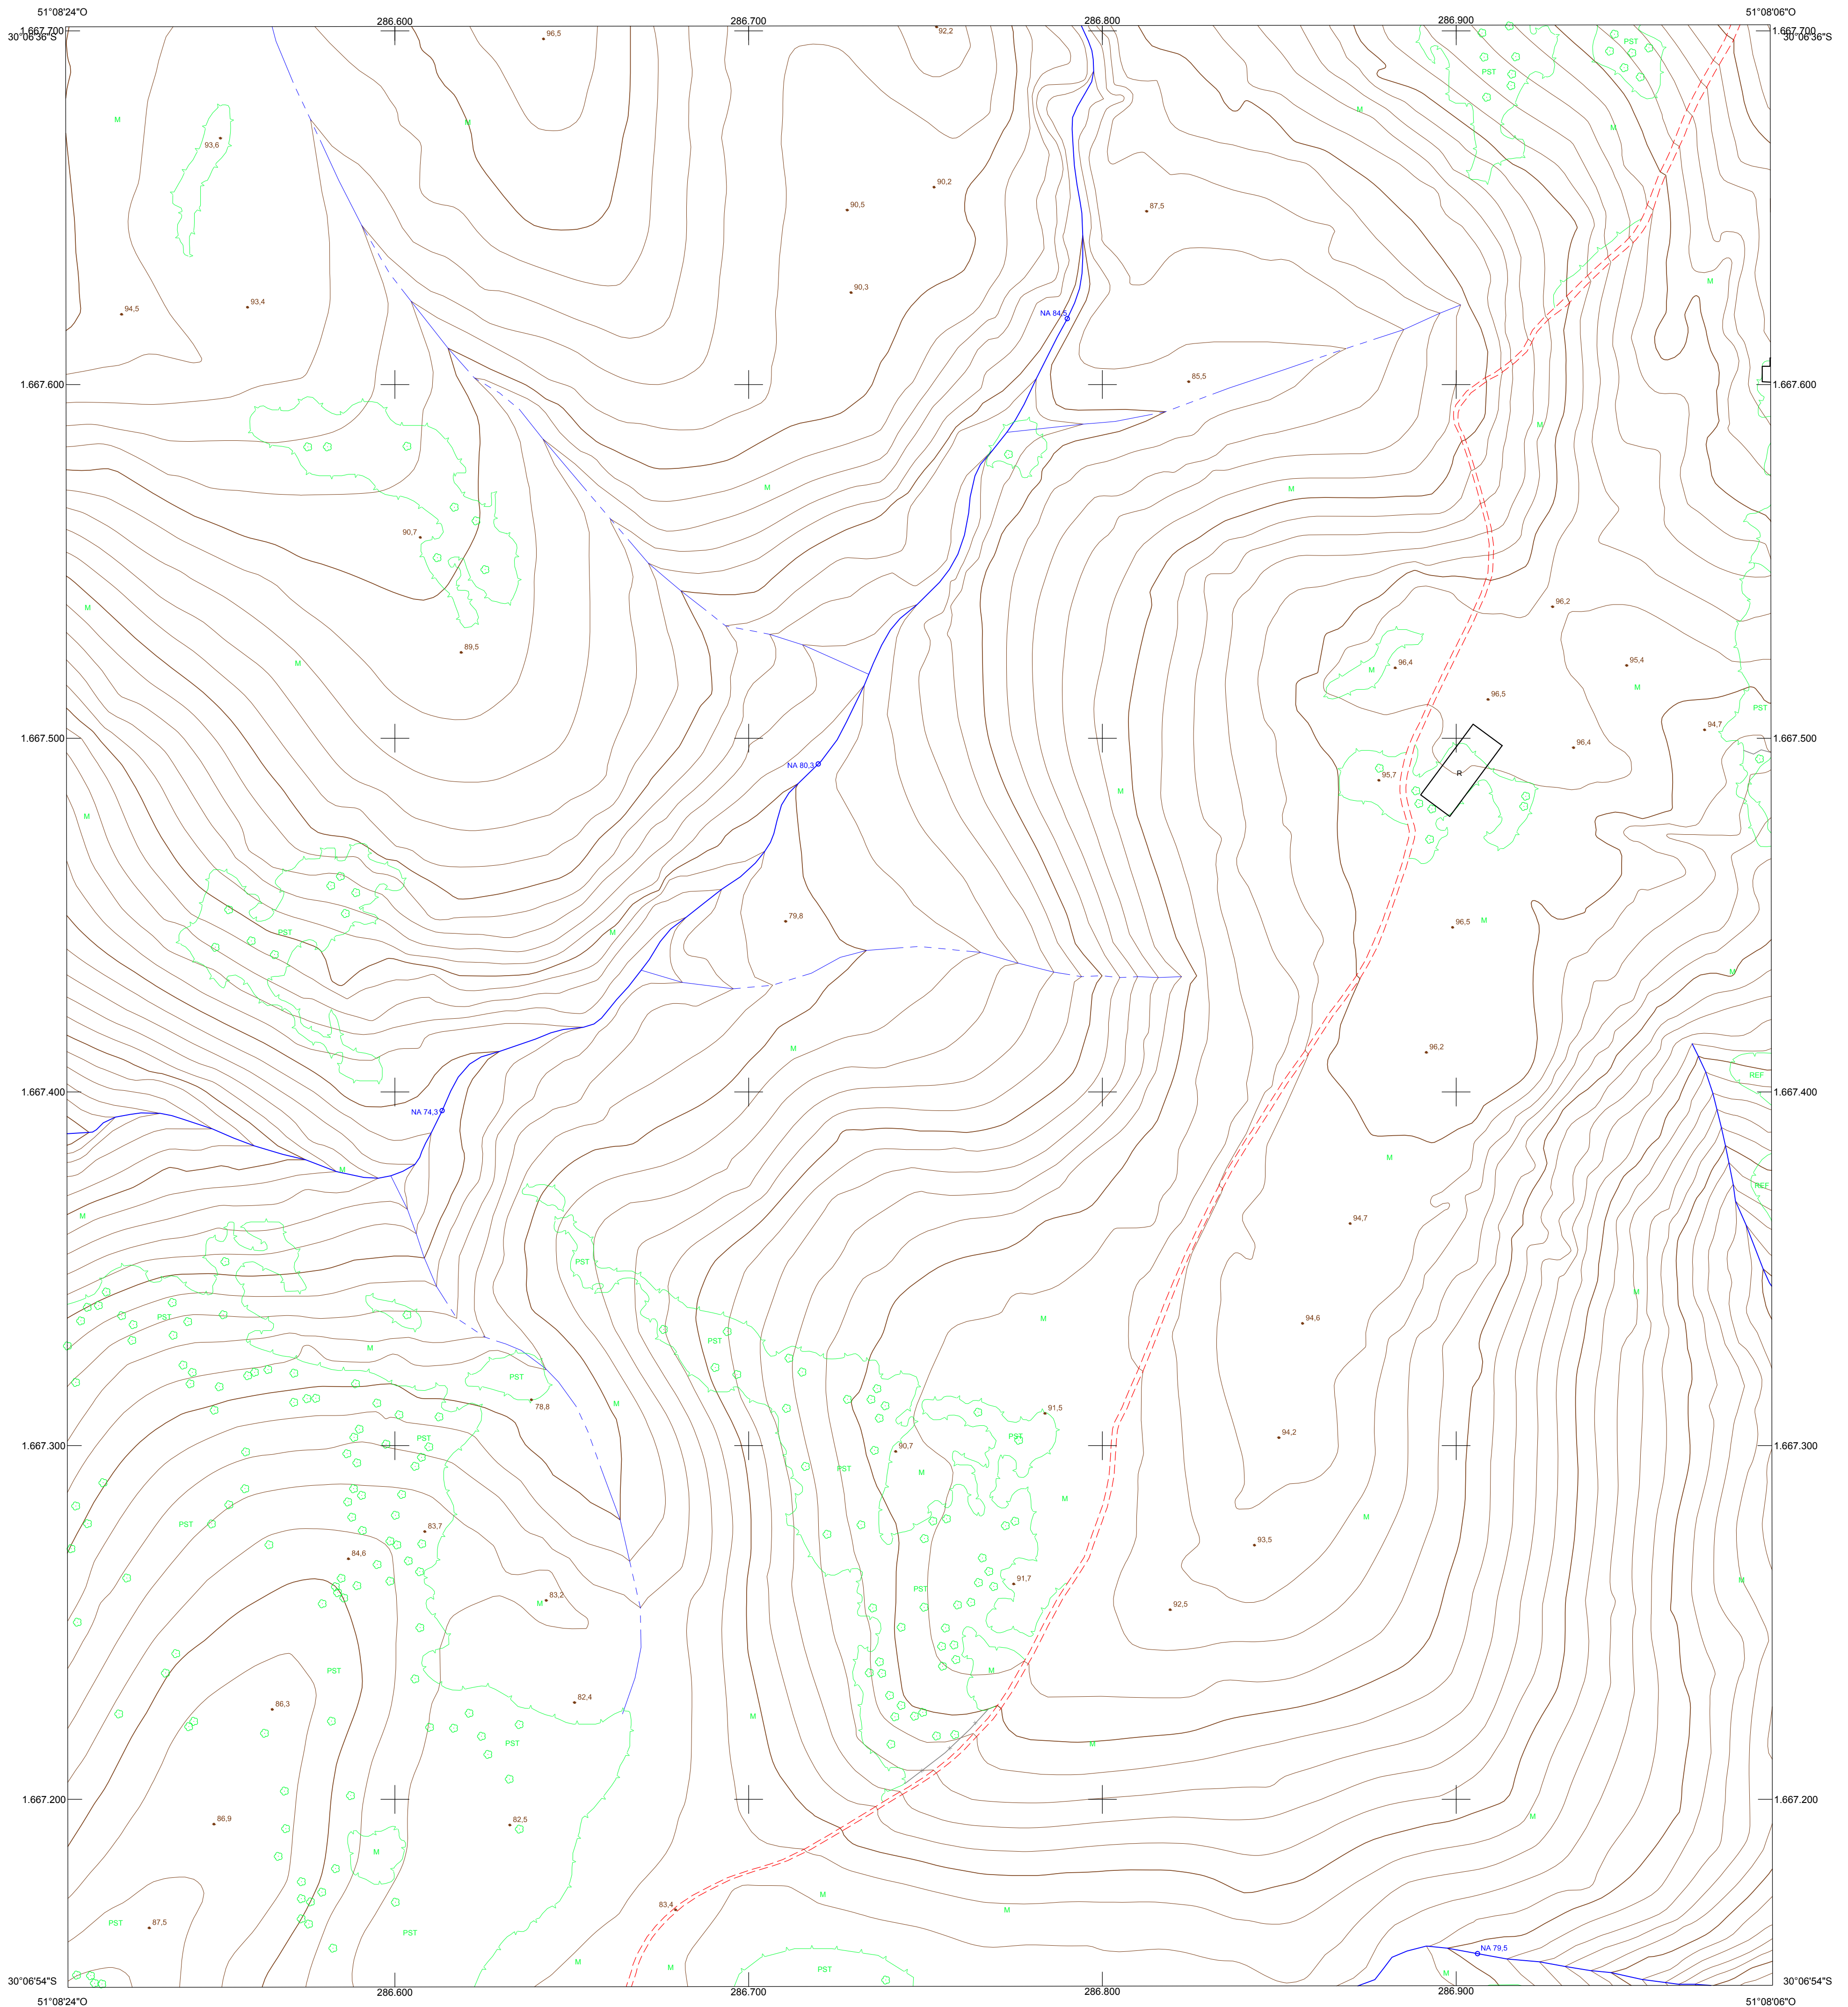 51°08'24"O
51°08'06"O
286.600
286.700
286.800
286.900
1.667.700
1.667.700
30°06'36"S
30°06'36"S
96,5
92,2
PST
PST
M
M
M
M
93,6
90,2
90,5
87,5
M
94,5
93,4
90,3
NA 84,5
1.667.600
1.667.600
85,5
M
M
M
90,7
M
96,2
M
89,5
96,4
M
95,4
M
96,5
PST
94,7
1.667.500
1.667.500
96,4
NA 80,3
R
95,7
M
M
79,8
96,5
M
PST
M
M
M
96,2
REF
1.667.400
1.667.400
NA 74,3
M
M
REF
M
94,7
PST
M
PST
M
94,6
PST
M
PST
78,8
M
91,5
PST
PST
94,2
1.667.300
1.667.300
90,7
PST
M
M
PST
83,7
M
93,5
84,6
91,7
M
PST
83,2
M
92,5
PST
M
86,3
82,4
M
PST
M
86,9
82,5
1.667.200
1.667.200
M
M
83,4
M
M
PST
87,5
PST
NA 79,5
M
M
PST
M
30°06'54"S
30°06'54"S
286.600
286.700
286.800
286.900
51°08'24"O
51°08'06"O